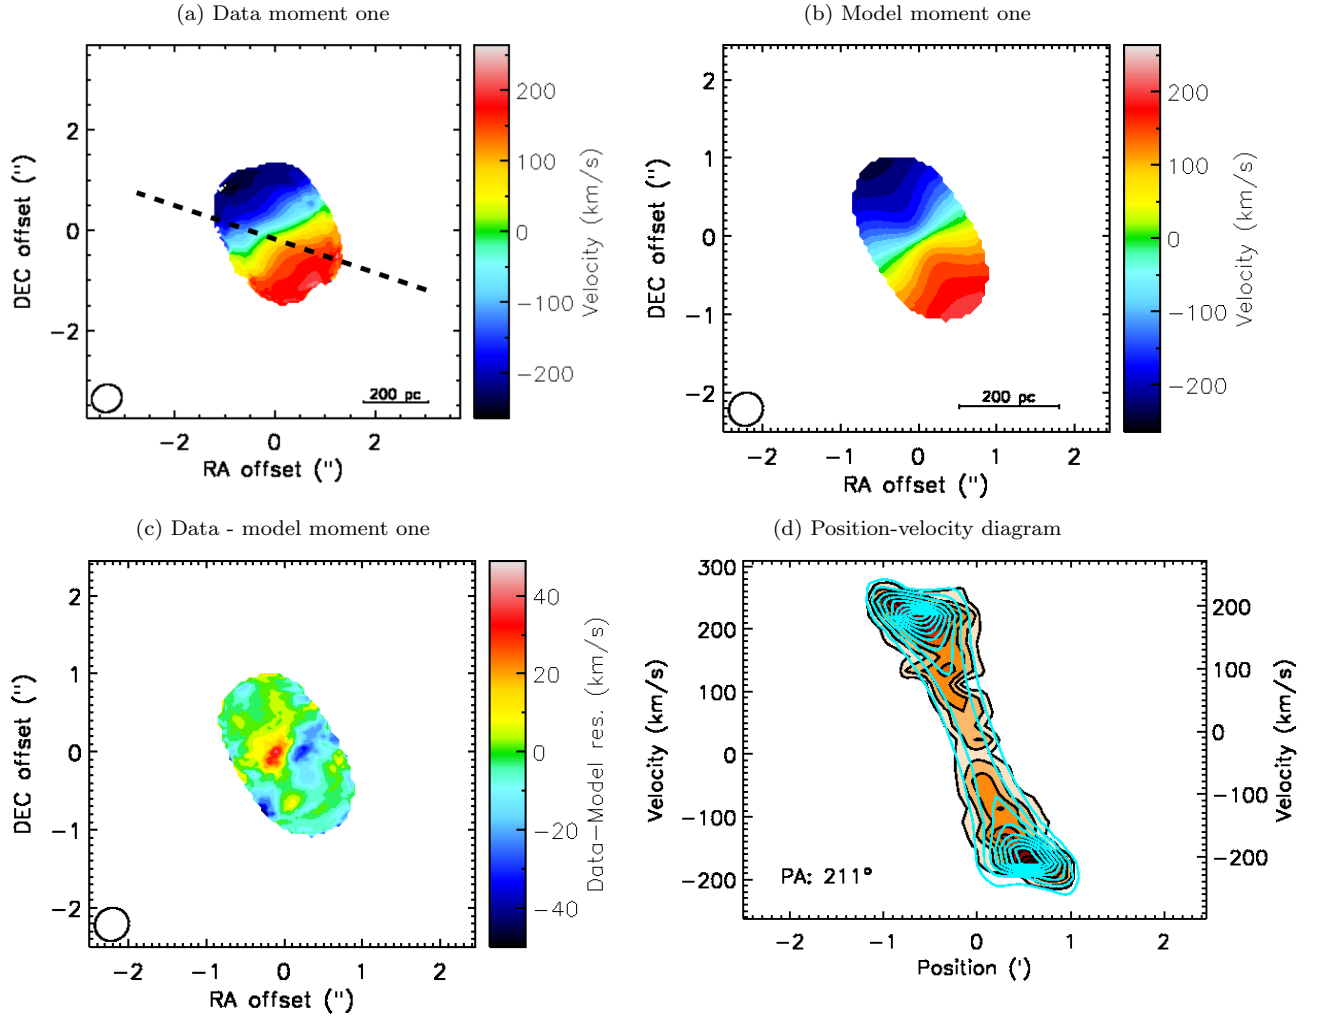 (a) Data moment one
DEC offset (")
2
0
−2
−2 0 2
RA offset (")
200 pc
200
100
0
−100
−200
Velocity (km/s)
(b) Model moment one
DEC offset (")
2
1
0
−1
−2
−2 −1 0 1 2
RA offset (")
200 pc
200
100
0
−100
−200
Velocity (km/s)
(c) Data - model moment one
DEC offset (")
2
1
0
−1
−2
−2 −1 0 1 2
RA offset (")
40
20
0
−20
−40
Data−Model res. (km/s)
(d) Position-velocity diagram
Velocity (km/s)
300
200
100
0
−100
−200
PA: 211°
−2 −1 0 1 2
Position (')
200
100
0
−100
−200
Velocity (km/s)